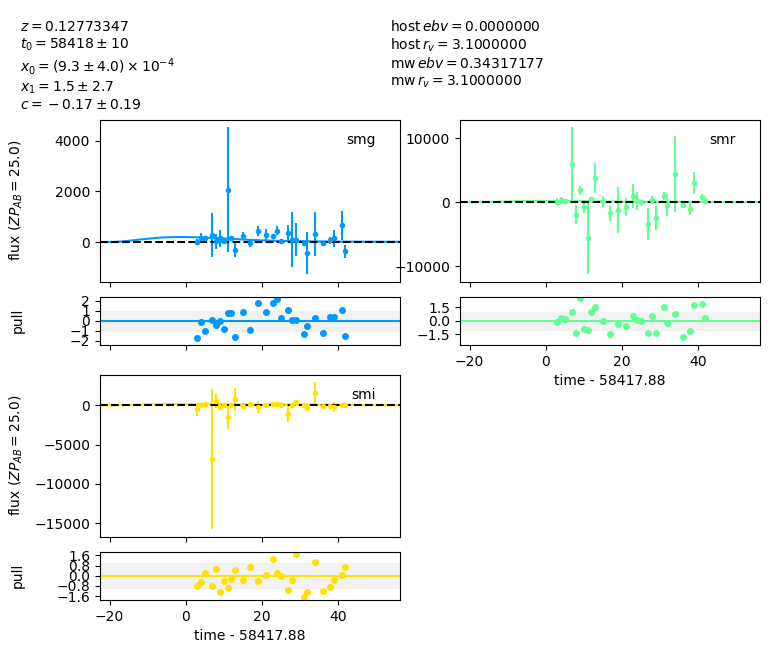 z = 0.12773347
t₀ = 58418 ± 10
x₀ = (9.3 ± 4.0) × 10⁻⁴
x₁ = 1.5 ± 2.7
c = −0.17 ± 0.19
host ebv = 0.0000000
host r_v = 3.1000000
mw ebv = 0.34317177
mw r_v = 3.1000000
smg
4000
2000
0
flux (ZP_AB = 25.0)
smr
10000
0
−10000
2
1
0
−1
−2
pull
1.5
0.0
−1.5
−20 0 20 40
time - 58417.88
smi
0
−5000
−10000
−15000
flux (ZP_AB = 25.0)
1.6
0.8
0.0
−0.8
−1.6
pull
−20 0 20 40
time - 58417.88